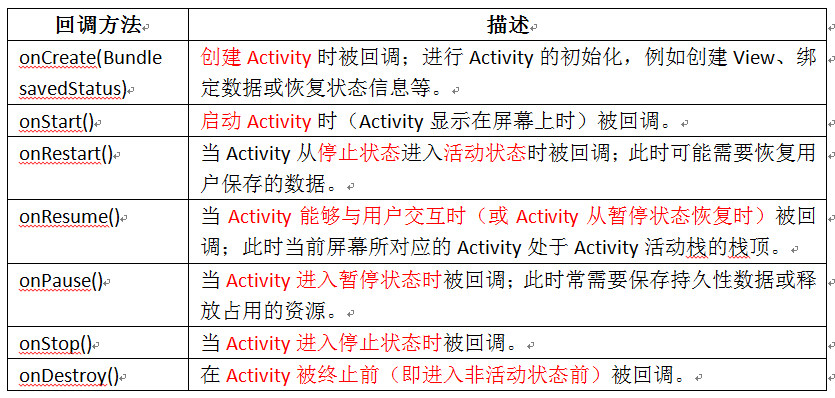 回调方法 描述
onCreate(Bundle savedStatus) 创建 Activity 时被回调；进行 Activity 的初始化，例如创建 View、绑
定数据或恢复状态信息等。
onStart() 启动 Activity 时（Activity 显示在屏幕上时）被回调。
onRestart() 当 Activity 从停止状态进入活动状态时被回调；此时可能需要恢复用
户保存的数据。
onResume() 当 Activity 能够与用户交互时（或 Activity 从暂停状态恢复时）被回
调；此时当前屏幕所对应的 Activity 处于 Activity 活动栈的栈顶。
onPause() 当 Activity 进入暂停状态时被回调；此时常需要保存持久性数据或释
放占用的资源。
onStop() 当 Activity 进入停止状态时被回调。
onDestroy() 在 Activity 被终止前（即进入非活动状态前）被回调。